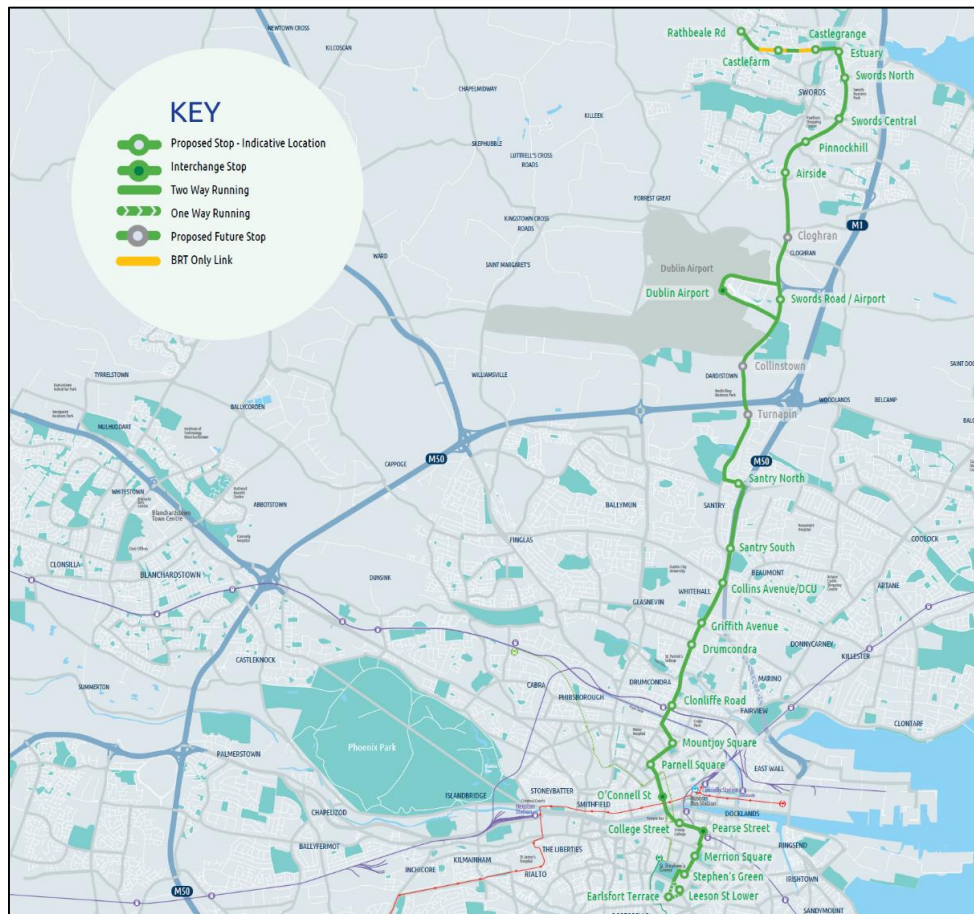 KEY
Proposed Stop - Indicative Location
Interchange Stop
Two Way Running
One Way Running
Proposed Future Stop
BRT Only Link
NEWTOWN CROSS
KILCOSCAN
CHAPELMIDWAY
KILLEEK
SKEPHUBBLE
LUTTRELL'S CROSS
ROADS
FORREST GREAT
KINGSTOWN CROSS
ROADS
WARD
SAINT MARGARET'S
Rathbeale Rd
Castlegrange
Castlefarm
Estuary
Swords North
SWORDS
Swords Central
Pinnockhill
Airside
M1
Cloghran
CLOGHRAN
Dublin Airport
Dublin Airport
Swords Road / Airport
Collinstown
DARDISTOWN
Turnapin
WOODLANDS
BELCAMP
TYRRELSTOWN
WILLIAMSVILLE
BALLYCORDEN
MULHUDDART
M50
CAPPOGE
M50
Santry North
WHITESTOWN
ABBOTSTOWN
Blanchardstown
Town Centre
BALLYMUN
SANTRY
FINGLAS
COOLOCK
Santry South
CLONSILLA
BLANCHARDSTOWN
DUNSINK
BEAUMONT
WHITEHALL
Collins Avenue/DCU
ARTANE
GLASNEVIN
Griffith Avenue
Drumcondra
DONNYCARNEY
KILLESTER
CASTLEKNOCK
SUMMERTON
CABRA
DRUMCONDRA
MARINO
PHIBSBOROUGH
Clonliffe Road
FAIRVIEW
CLONTARF
PALMERSTOWN
Phoenix Park
Mountjoy Square
Parnell Square
EAST WALL
STONEYBATTER
O'Connell St
ISLANDBRIDGE
SMITHFIELD
CHAPELIZOD
DOCKLANDS
College Street
Pearse Street
RINGSEND
BALLYFERMOT
THE LIBERTIES
KILMAINHAM
INCHICORE
RIALTO
Merrion Square
Stephen's Green
IRISHTOWN
M50
Earlsfort Terrace
Leeson St Lower
SANDYMOUNT